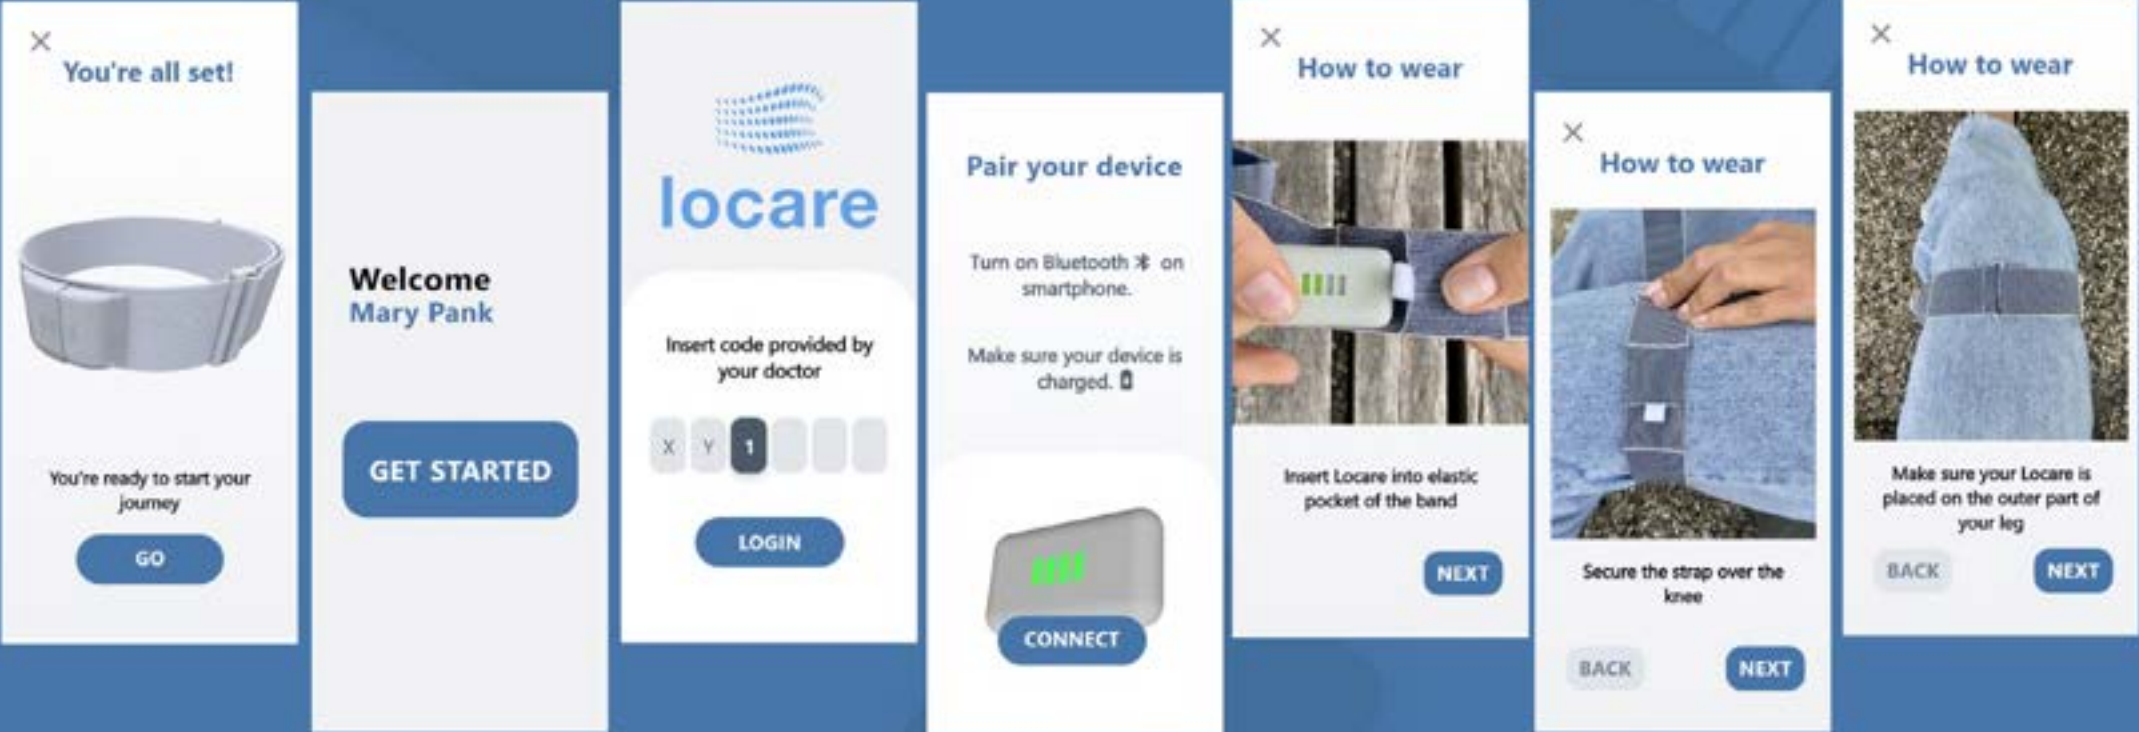 You're all set!
You're ready to start your
journey
GO
Welcome
Mary Pank
GET STARTED
locare
Insert code provided by
your doctor
X Y 1
LOGIN
Pair your device
Turn on Bluetooth on
smartphone.
Make sure your device is
charged.
CONNECT
How to wear
Insert Locare into elastic
pocket of the band
NEXT
How to wear
Secure the strap over the
knee
BACK NEXT
How to wear
Make sure your Locare is
placed on the outer part of
your leg
BACK NEXT